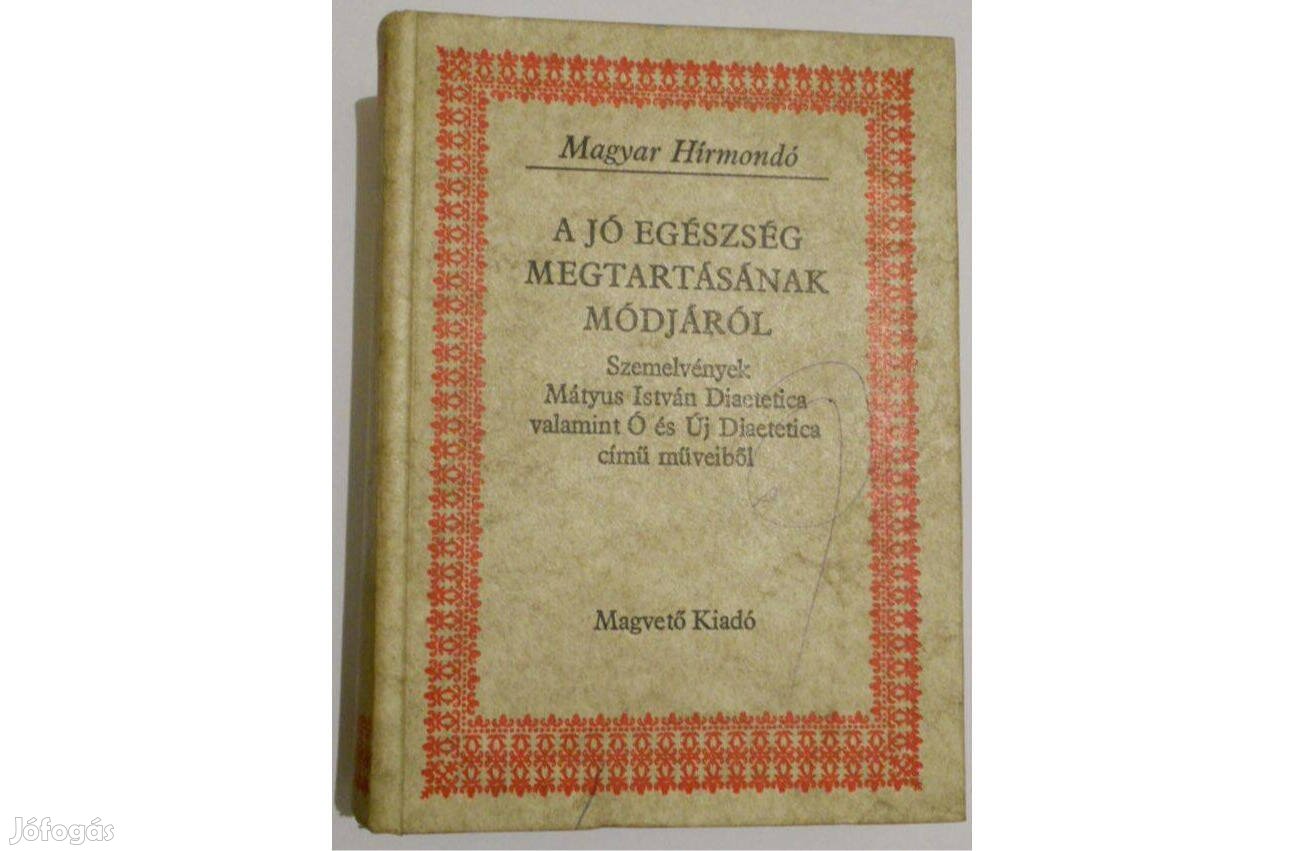 Magyar Hírmondó
A JÓ EGÉSZSÉG
MEGTARTÁSÁNAK
MÓDJÁRÓL
Szemelvények
Mátyus István Diaetetica
valamint Ó és Új Diaetetica
című műveiből
Magvető Kiadó
Jófogás